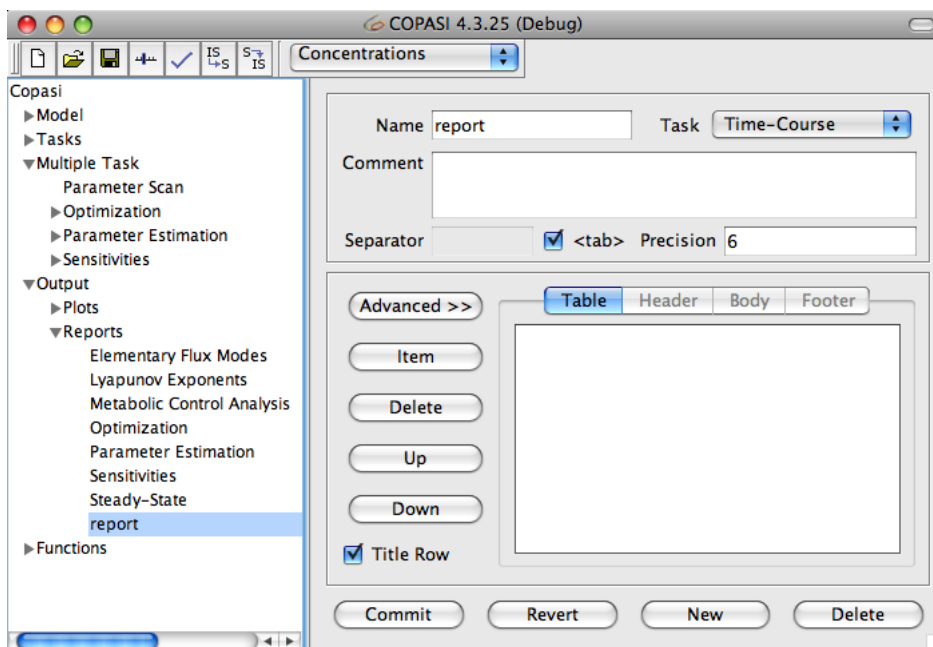 COPASI 4.3.25 (Debug)
IS S S IS Concentrations
Copasi
Model
Tasks
Multiple Task
Parameter Scan
Optimization
Parameter Estimation
Sensitivities
Output
Plots
Reports
Elementary Flux Modes
Lyapunov Exponents
Metabolic Control Analysis
Optimization
Parameter Estimation
Sensitivities
Steady-State
report
Functions
Name report Task Time-Course
Comment
Separator <tab> Precision 6
Advanced >> Table Header Body Footer
Item
Delete
Up
Down
Title Row
Commit Revert New Delete